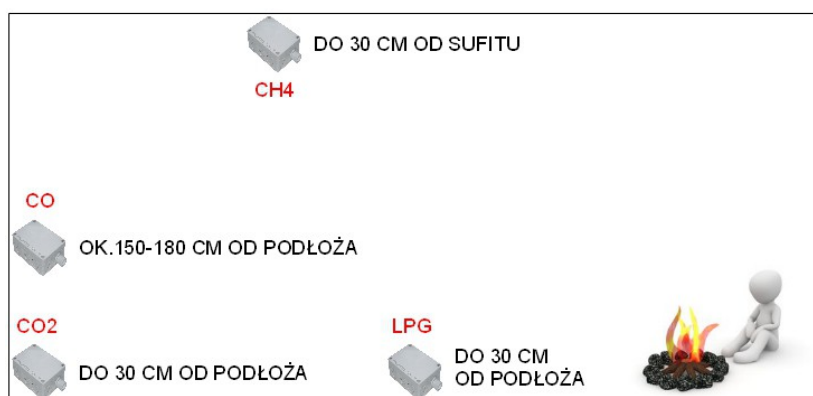 DO 30 CM OD SUFITU
CH4
CO
OK.150-180 CM OD PODŁOŻA
CO2
DO 30 CM OD PODŁOŻA
LPG
DO 30 CM
OD PODŁOŻA